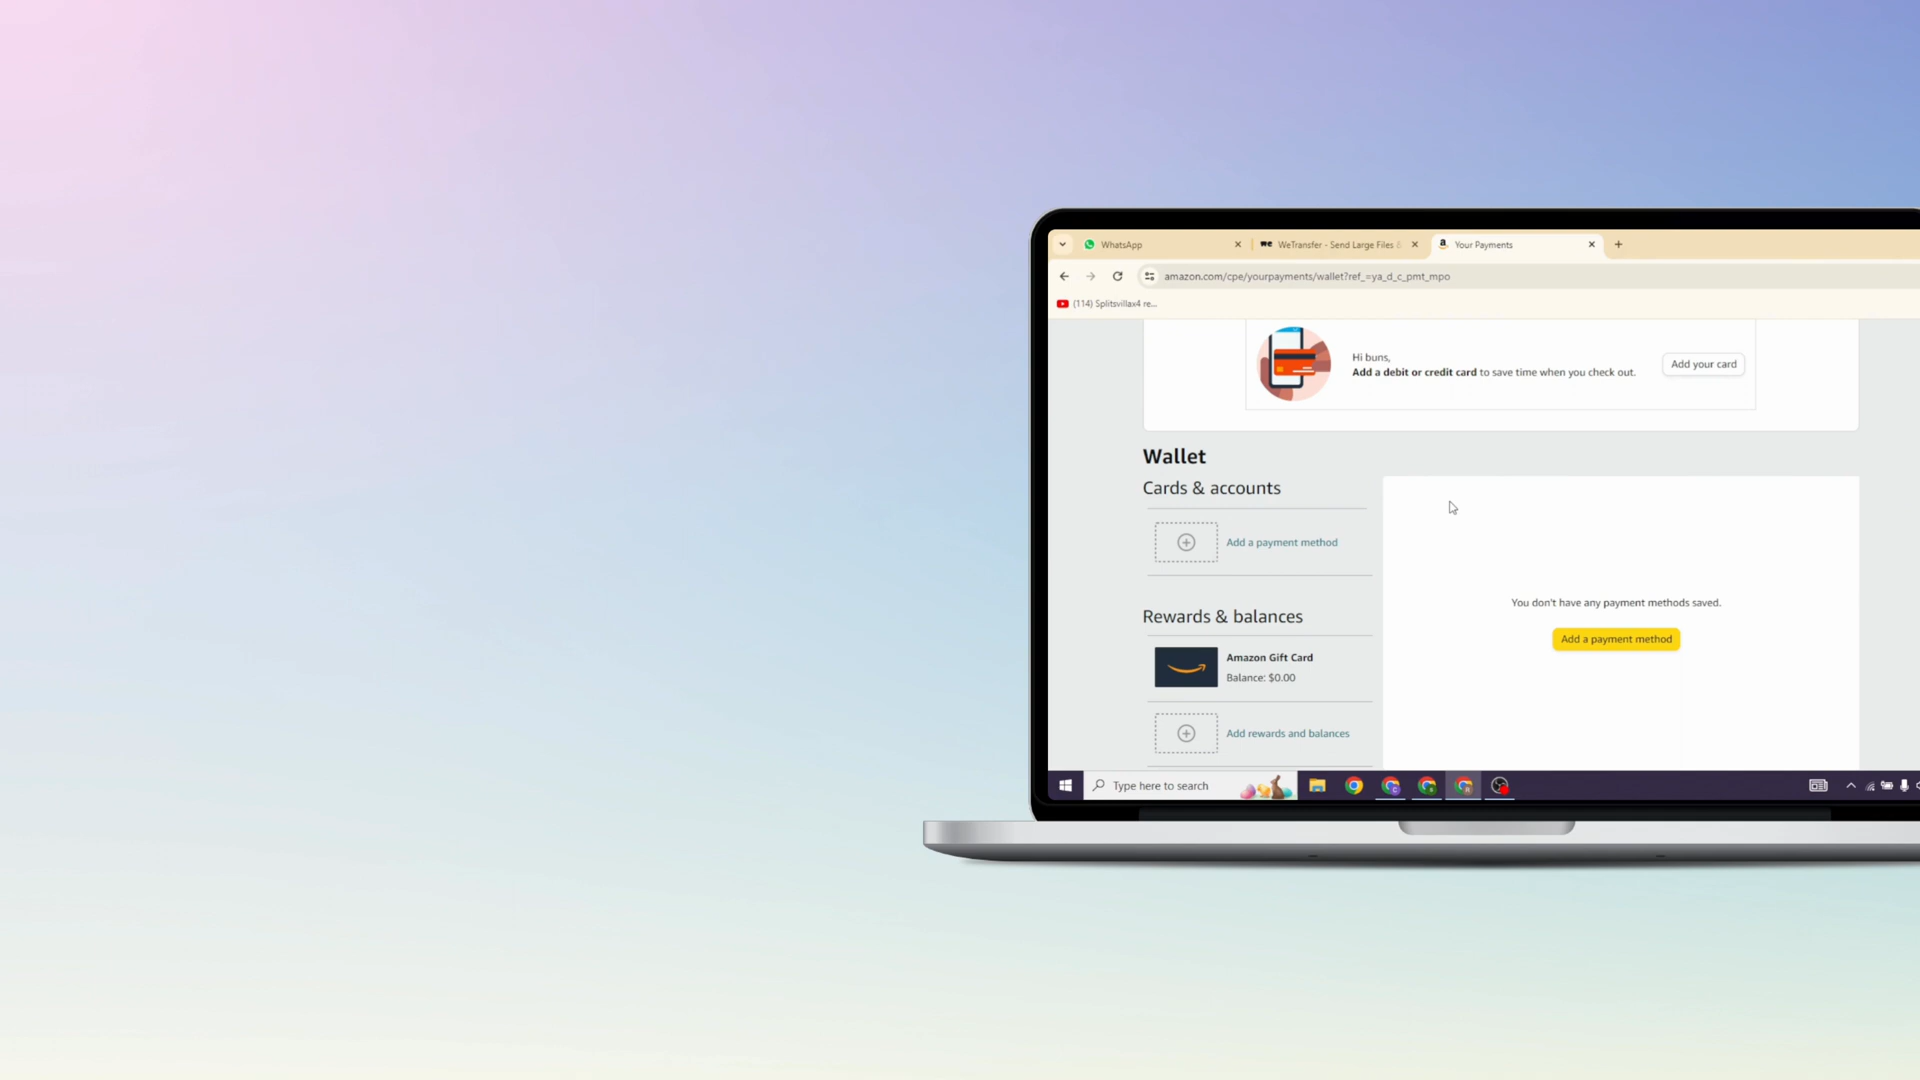 WhatsApp
WeTransfer - Send Large Files &
Your Payments
amazon.com/cpe/yourpayments/wallet?ref_=ya_d_c_pmt_mpo
(114) Splitsvillax4 re...
Hi buns,
Add a debit or credit card to save time when you check out.
Add your card
Wallet
Cards & accounts
Add a payment method
You don't have any payment methods saved.
Add a payment method
Rewards & balances
Amazon Gift Card
Balance: $0.00
Add rewards and balances
Type here to search